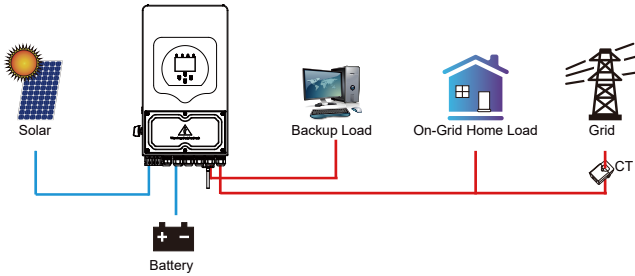 Solar
Backup Load
On-Grid Home Load
Grid
CT
Battery